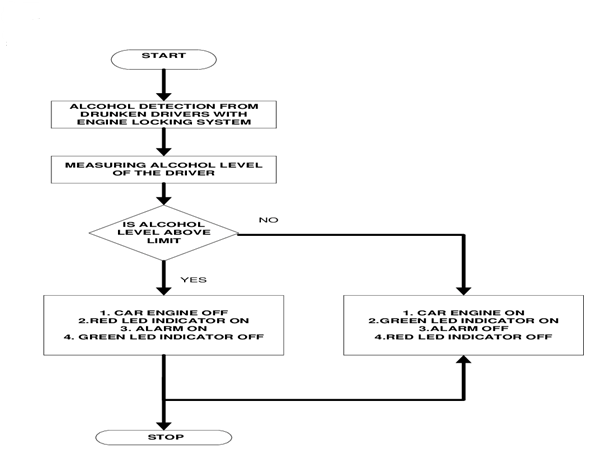 START
ALCOHOL DETECTION FROM
DRUNKEN DRIVERS WITH
ENGINE LOCKING SYSTEM
MEASURING ALCOHOL LEVEL
OF THE DRIVER
IS ALCOHOL
LEVEL ABOVE
LIMIT
NO
YES
1. CAR ENGINE OFF
2.RED LED INDICATOR ON
3. ALARM ON
4. GREEN LED INDICATOR OFF
1. CAR ENGINE ON
2.GREEN LED INDICATOR ON
3.ALARM OFF
4.RED LED INDICATOR OFF
STOP